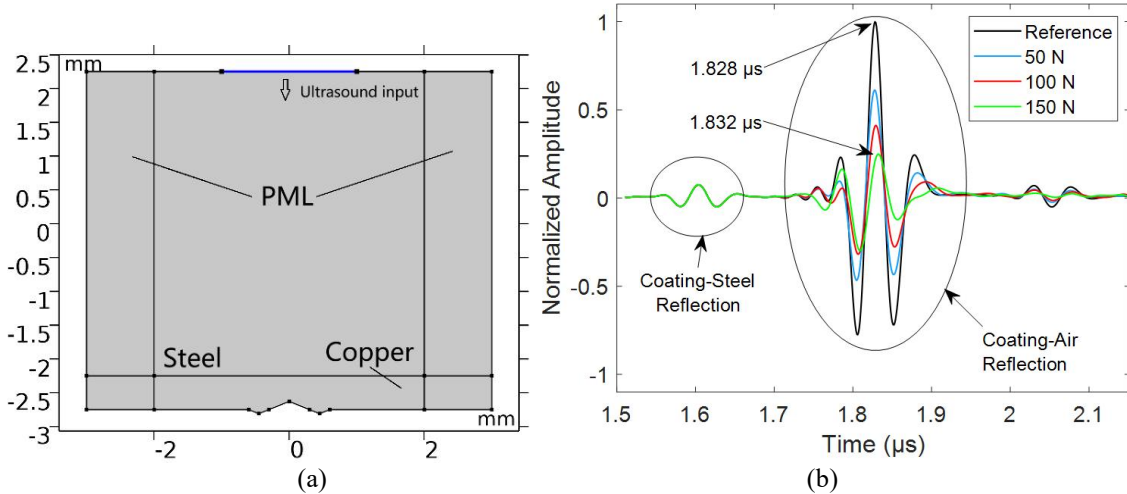 2.5
mm
2
1.5
1
0.5
0
-0.5
-1
-1.5
-2
-2.5
-3
Ultrasound input
PML
Steel
Copper
mm
-2
0
2
(a)
Normalized Amplitude
1
0.5
0
-0.5
-1
1.828 µs
1.832 µs
Reference
50 N
100 N
150 N
Coating-Steel
Reflection
Coating-Air
Reflection
1.5
1.6
1.7
1.8
1.9
2
2.1
Time (µs)
(b)